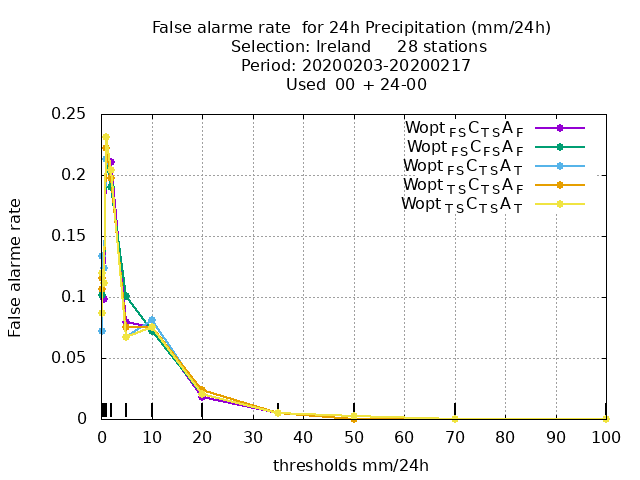 False alarme rate  for 24h Precipitation (mm/24h)
Selection: Ireland     28 stations
Period: 20200203-20200217
Used  00 + 24-00
Wopt FS C TS A F
Wopt FS C FS A F
Wopt FS C TS A T
Wopt TS C TS A F
Wopt TS C TS A T
0.25
0.2
0.15
0.1
0.05
0
False alarme rate
0 10 20 30 40 50 60 70 80 90 100
thresholds mm/24h